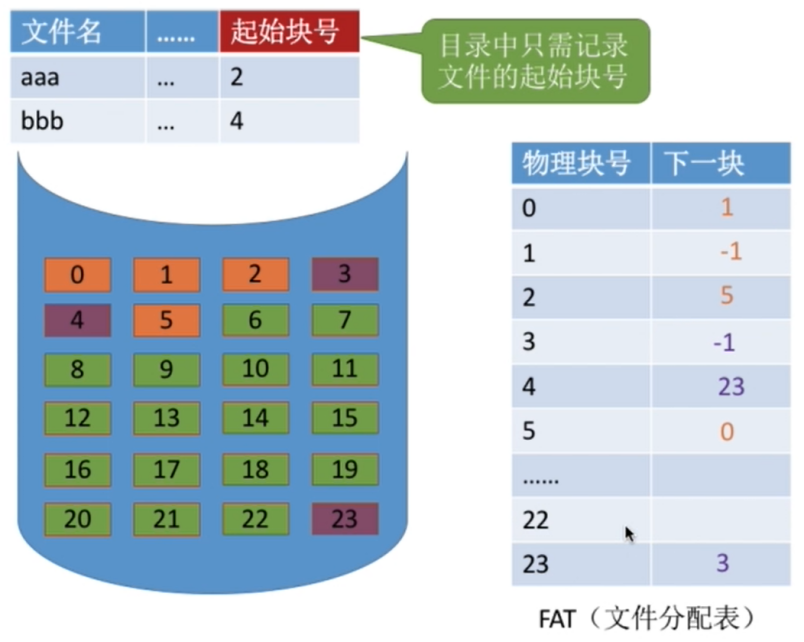 文件名 …… 起始块号
aaa … 2
bbb … 4
目录中只需记录
文件的起始块号
0 1 2 3
4 5 6 7
8 9 10 11
12 13 14 15
16 17 18 19
20 21 22 23
物理块号 下一块
0 1
1 -1
2 5
3 -1
4 23
5 0
……
22
23 3
FAT（文件分配表）